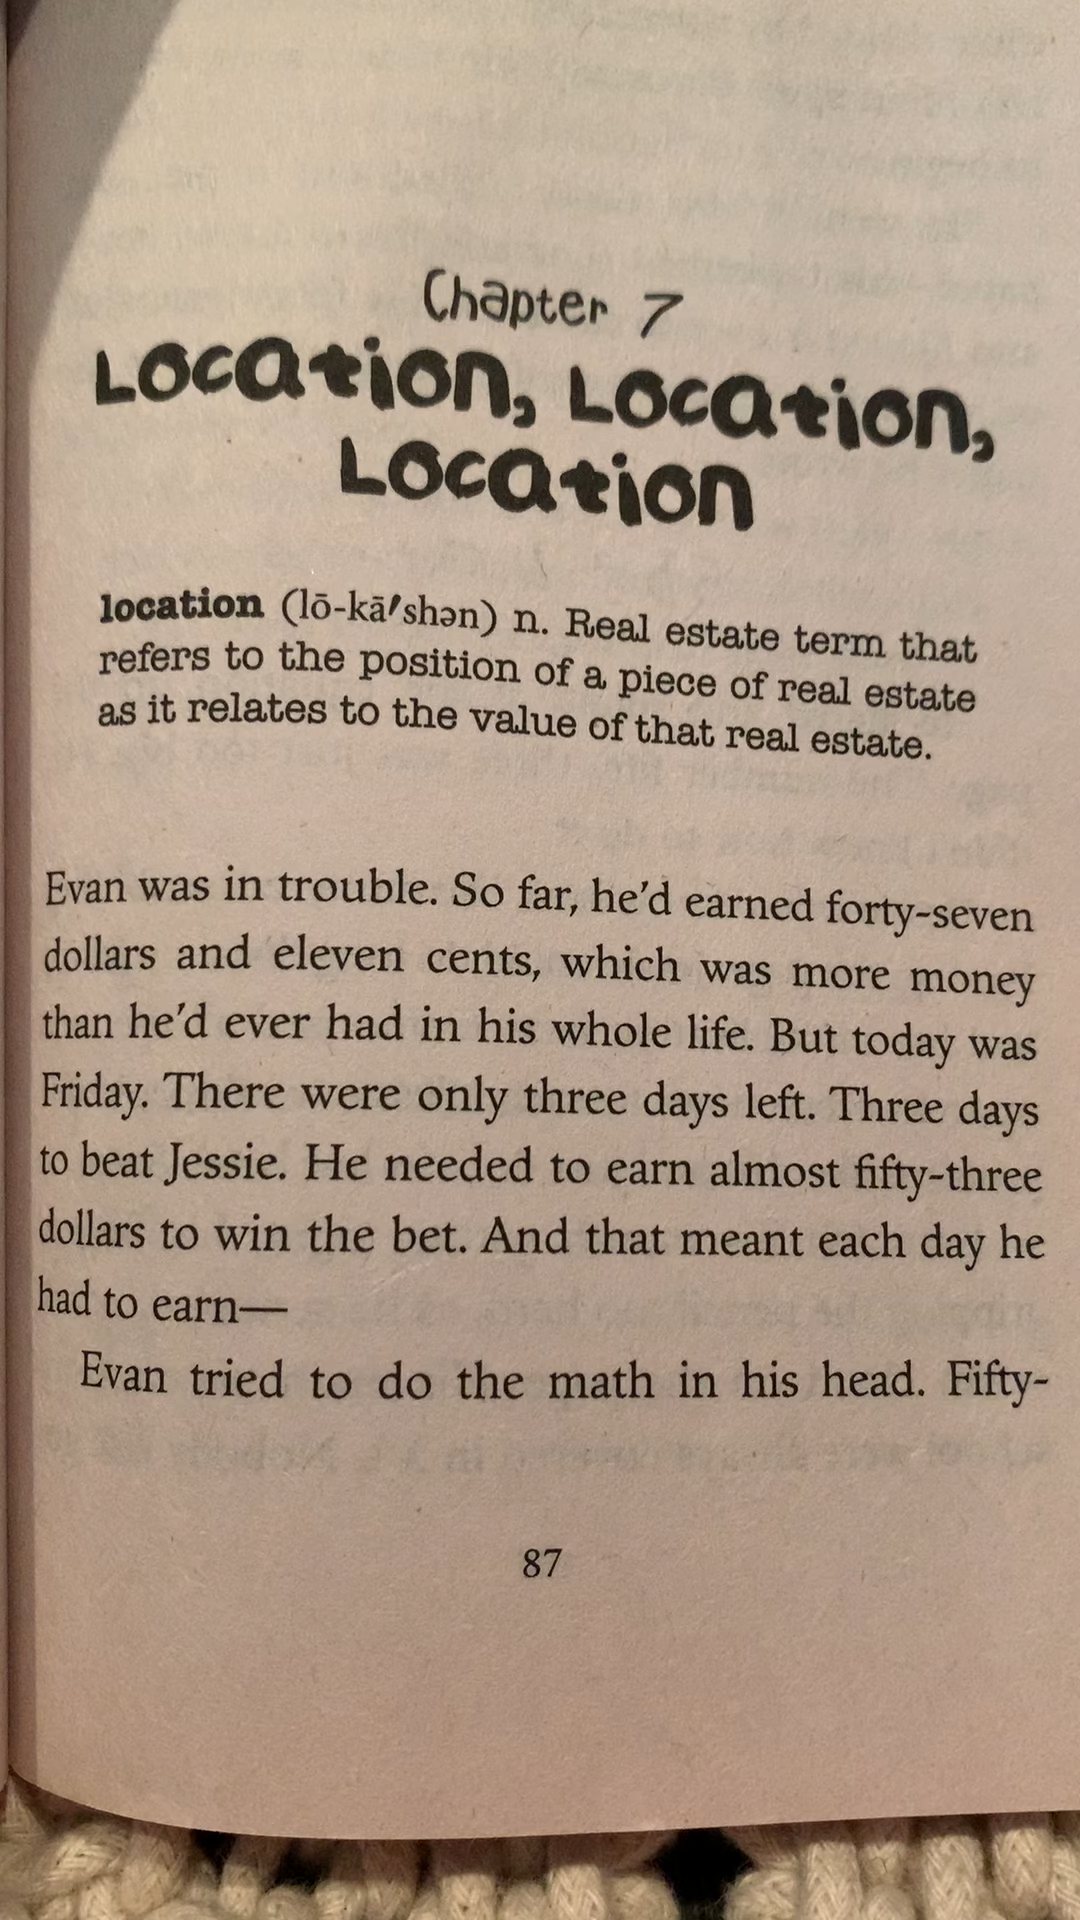 Chapter 7
Location, Location,
Location
location (lō-kā′shən) n. Real estate term that
refers to the position of a piece of real estate
as it relates to the value of that real estate.
Evan was in trouble. So far, he’d earned forty-seven
dollars and eleven cents, which was more money
than he’d ever had in his whole life. But today was
Friday. There were only three days left. Three days
to beat Jessie. He needed to earn almost fifty-three
dollars to win the bet. And that meant each day he
had to earn—
Evan tried to do the math in his head. Fifty-
87